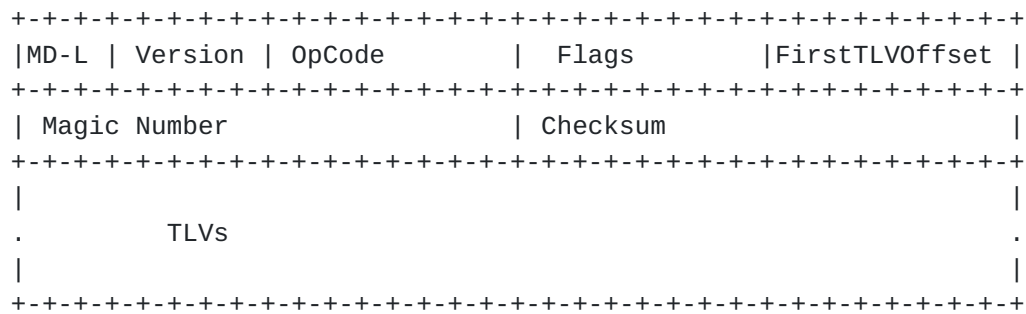 +-+-+-+-+-+-+-+-+-+-+-+-+-+-+-+-+-+-+-+-+-+-+-+-+-+-+-+-+-+-+-+-+
|MD-L | Version | OpCode        |  Flags        |FirstTLVOffset |
+-+-+-+-+-+-+-+-+-+-+-+-+-+-+-+-+-+-+-+-+-+-+-+-+-+-+-+-+-+-+-+-+
| Magic Number                  | Checksum                      |
+-+-+-+-+-+-+-+-+-+-+-+-+-+-+-+-+-+-+-+-+-+-+-+-+-+-+-+-+-+-+-+-+
|                                                               |
.         TLVs                                                  .
|                                                               |
+-+-+-+-+-+-+-+-+-+-+-+-+-+-+-+-+-+-+-+-+-+-+-+-+-+-+-+-+-+-+-+-+